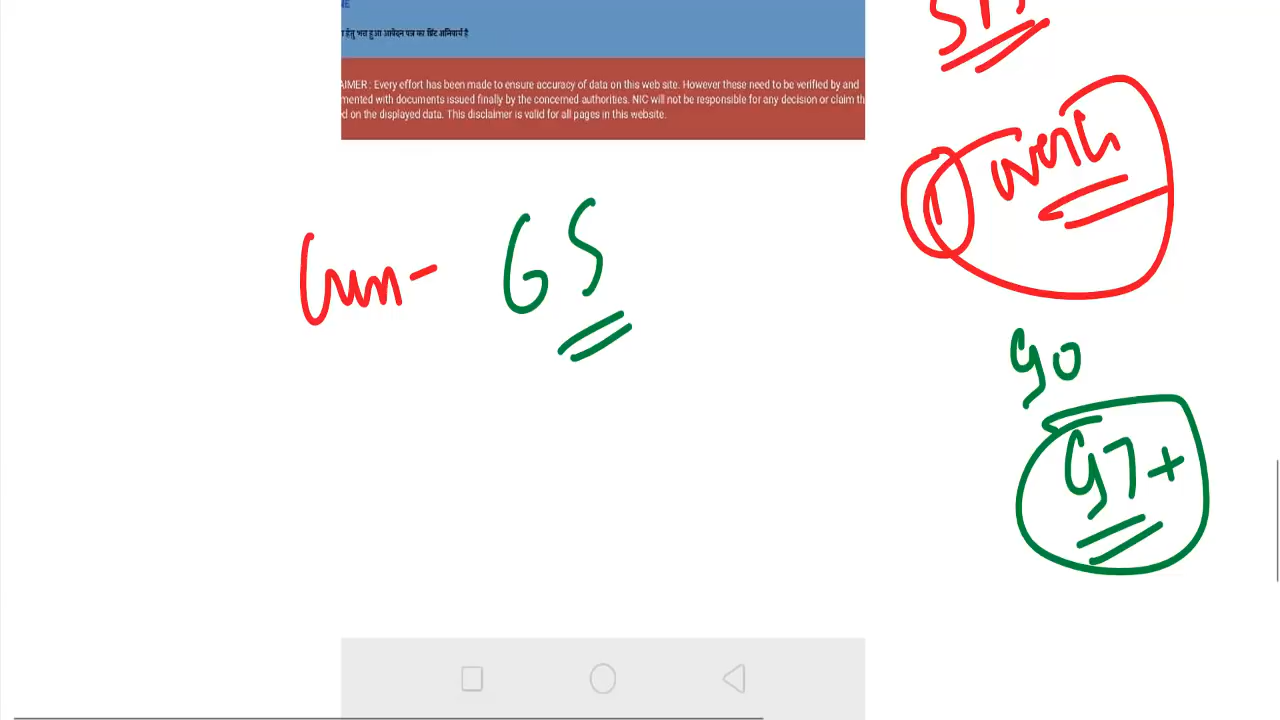 NE
हेतु भरा हुआ आवेदन पत्र का प्रिंट अनिवार्य है
AIMER : Every effort has been made to ensure accuracy of data on this web site. However these need to be verified by and
mented with documents issued finally by the concerned authorities. NIC will not be responsible for any decision or claim th
d on the displayed data. This disclaimer is valid for all pages in this website.
65
90
97+